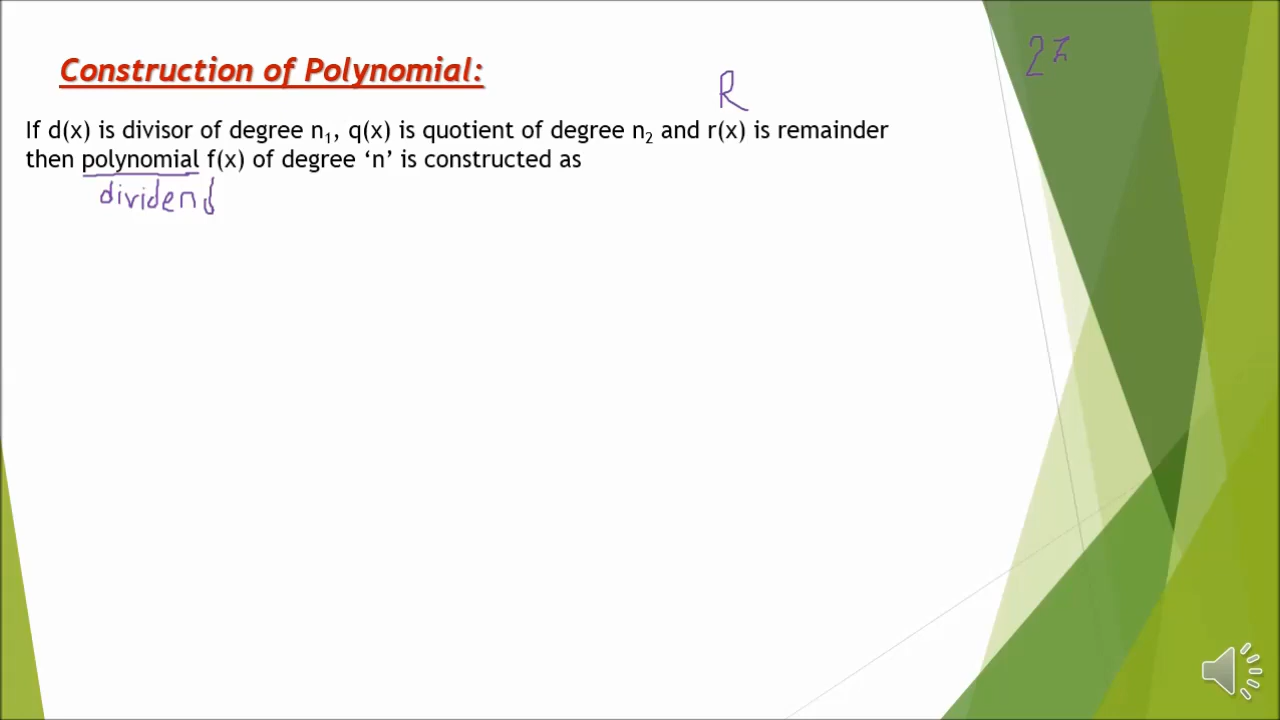 Construction of Polynomial:
R
If d(x) is divisor of degree n₁, q(x) is quotient of degree n₂ and r(x) is remainder
then polynomial f(x) of degree ‘n’ is constructed as
dividend